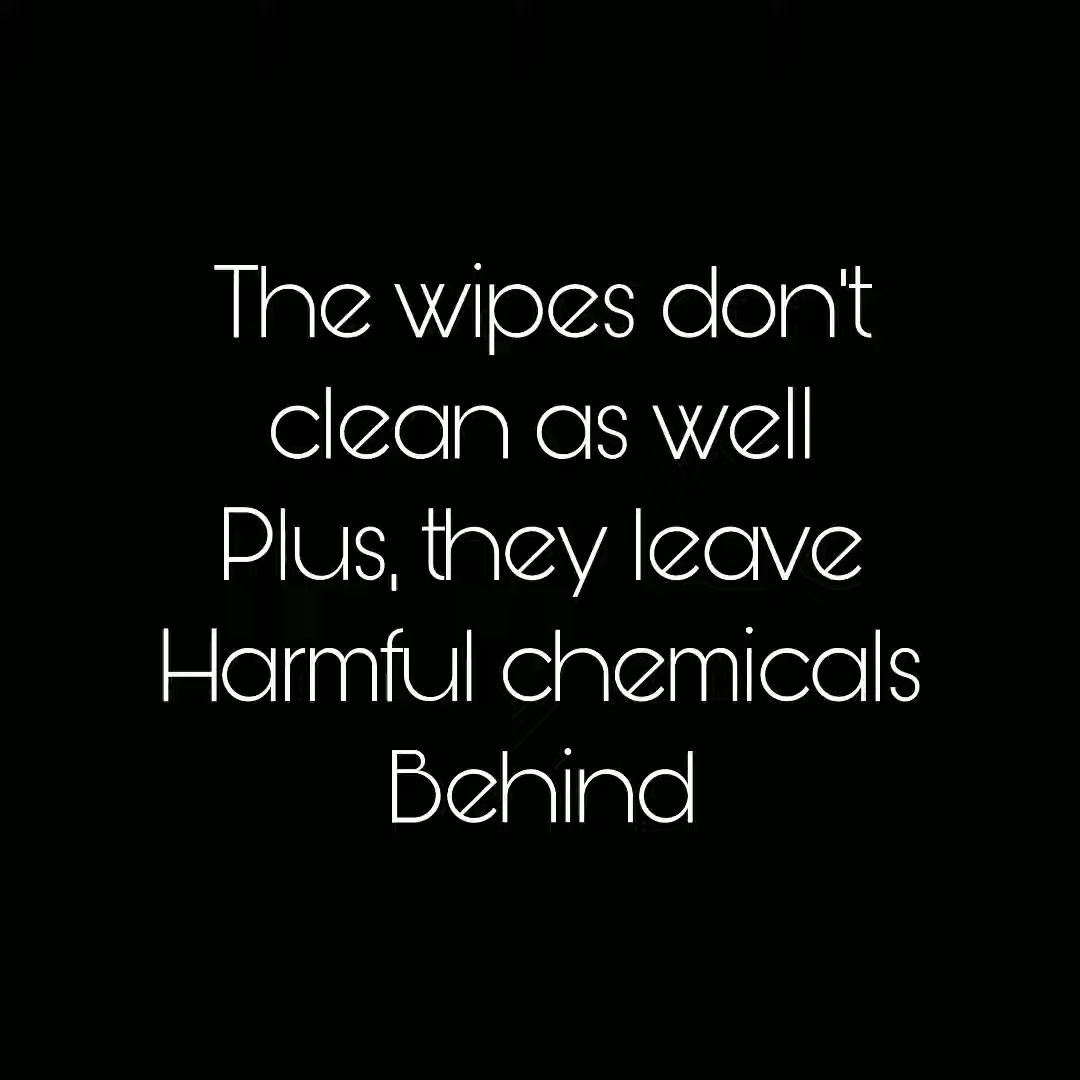 The wipes don't
clean as well
Plus, they leave
Harmful chemicals
Behind